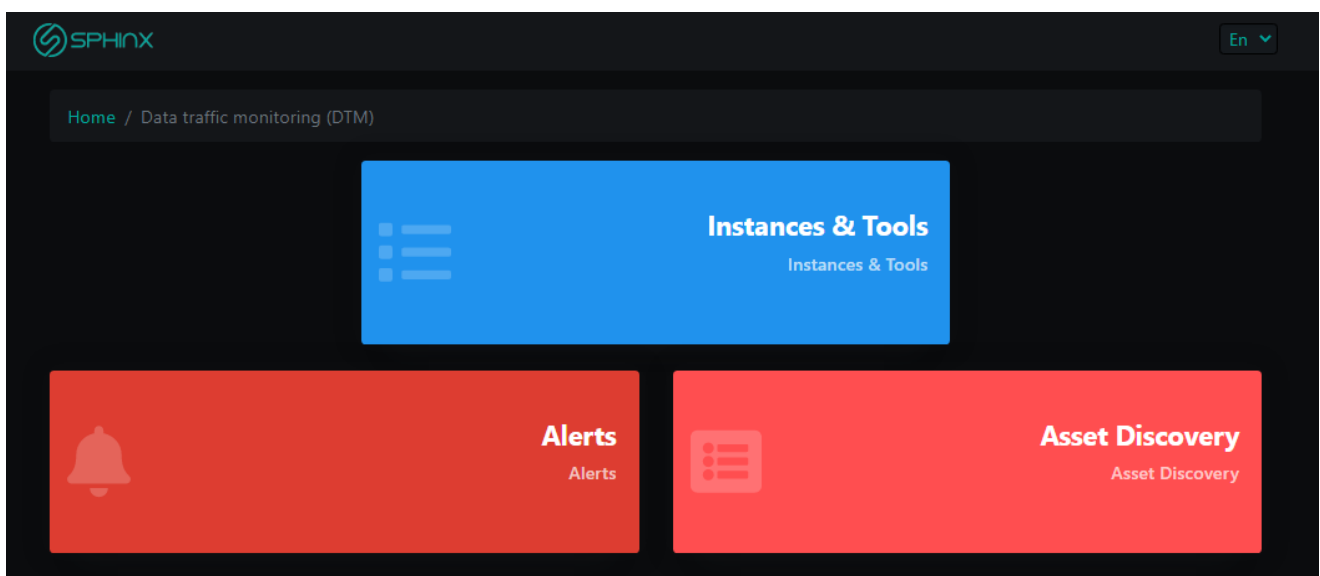 SPHINX
En
Home / Data traffic monitoring (DTM)
Instances & Tools
Instances & Tools
Alerts
Alerts
Asset Discovery
Asset Discovery